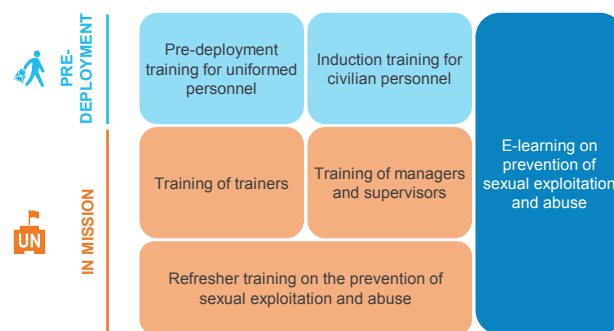 PRE-
DEPLOYMENT
Pre-deployment
training for uniformed
personnel
Induction training for
civilian personnel
E-learning on
prevention of
sexual exploitation
and abuse
IN MISSION
UN
Training of trainers
Training of managers
and supervisors
Refresher training on the prevention of
sexual exploitation and abuse